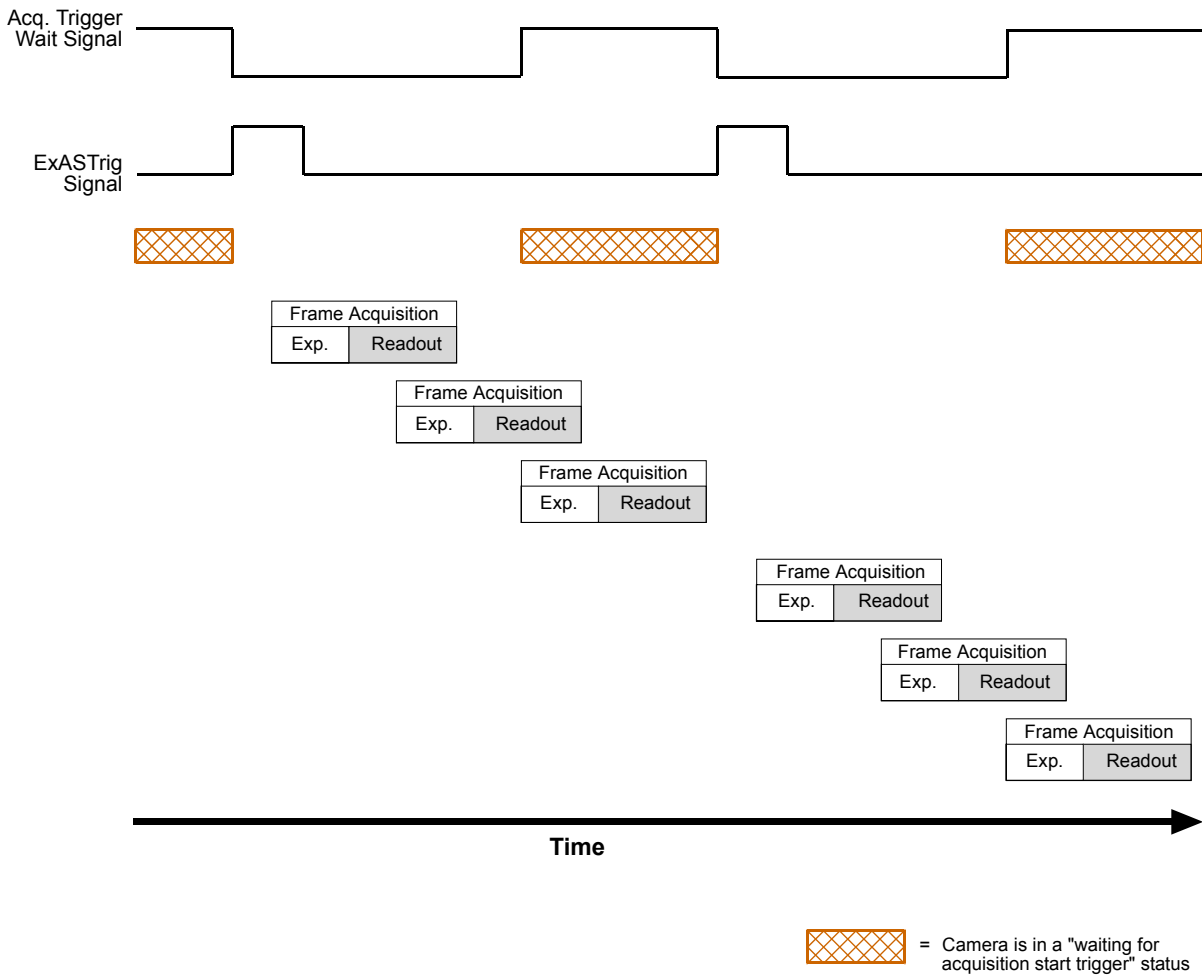 Acq. Trigger
Wait Signal
ExASTrig
Signal
Frame Acquisition
Exp. Readout
Frame Acquisition
Exp. Readout
Frame Acquisition
Exp. Readout
Frame Acquisition
Exp. Readout
Frame Acquisition
Exp. Readout
Frame Acquisition
Exp. Readout
Time
= Camera is in a "waiting for
acquisition start trigger" status